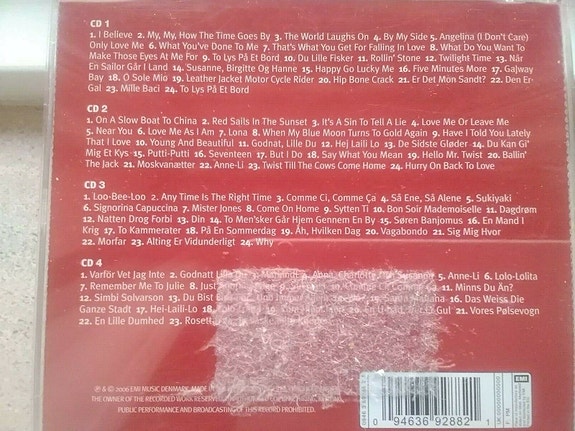 CD 1
1. I Believe 2. My, My, How The Time Goes By 3. The World Laughs On 4. By My Side 5. Angelina (I Don't Care)
Only Love Me 6. What You've Done To Me 7. That's What You Get For Falling In Love 8. What Do You Want To
Make Those Eyes At Me For 9. To Lys På Et Bord 10. Du Lille Fisker 11. Rollin' Stone 12. Twilight Time 13. Når
En Sailor Går I Land 14. Susanne, Birgitte Og Hanne 15. Happy Go Lucky Me 16. Five Minutes More 17. Galway
Bay 18. O Sole Mio 19. Leather Jacket Motor Cycle Rider 20. Hip Bone Crack 21. Er Det Mon Sandt? 22. Den Er
Gal 23. Mille Baci 24. To Lys På Et Bord
CD 2
1. On A Slow Boat To China 2. Red Sails In The Sunset 3. It's A Sin To Tell A Lie 4. Love Me Or Leave Me
5. Near You 6. Love Me As I Am 7. Lona 8. When My Blue Moon Turns To Gold Again 9. Have I Told You Lately
That I Love 10. Young And Beautiful 11. Godnat, Lille Du 12. Hej Laili Lo 13. De Sidste Gløder 14. Du Kan Gi'
Mig Et Kys 15. Putti-Putti 16. Seventeen 17. But I Do 18. Say What You Mean 19. Hello Mr. Twist 20. Ballin'
The Jack 21. Moskvanætter 22. Anne-Li 23. Twist Till The Cows Come Home 24. Hurry On Back To Love
CD 3
1. Loo-Bee-Loo 2. Any Time Is The Right Time 3. Comme Ci, Comme Ça 4. Så Ene, Så Alene 5. Sukiyaki
6. Signorina Capuccina 7. Mister Jones 8. Come On Home 9. Sytten Ti 10. Bon Soir Mademoiselle 11. Dagdrøm
12. Natten Drog Forbi 13. Din 14. To Men'sker Går Hjem Gennem En By 15. Søren Banjomus 16. En Mand I
Krig 17. To Kammerater 18. På En Sommerdag 19. Åh, Hvilken Dag 20. Vagabondo 21. Sig Mig Hvor
22. Morfar 23. Alting Er Vidunderligt 24. Why
CD 4
1. Varför Vet Jag Inte 2. Godnatt Lilla 4. Anna, Charlotte Susanne 5. Anne-Li 6. Lolo-Lolita
7. Remember Me To Julie 8. Just 11. Minns Du Än?
12. Simbi Solvarson 13. Du Bist 16. Das Weiss Die
Ganze Stadt 17. Hei-Laili-Lo 18. Gul 21. Vores Pølsevogn
22. En Lille Dumhed 23. Rosetta
℗ & © 2006 EMI MUSIC DENMARK. MADE
THE OWNER OF THE RECORDED WORK RESERVED.
PUBLIC PERFORMANCE AND BROADCASTING OF THIS RECORD PROHIBITED.
EMI
0 94636 92882 1